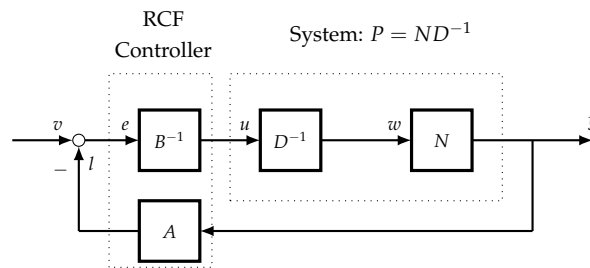 RCF
Controller
System: P = ND⁻¹
v
e
B⁻¹
u
D⁻¹
w
N
− l
A